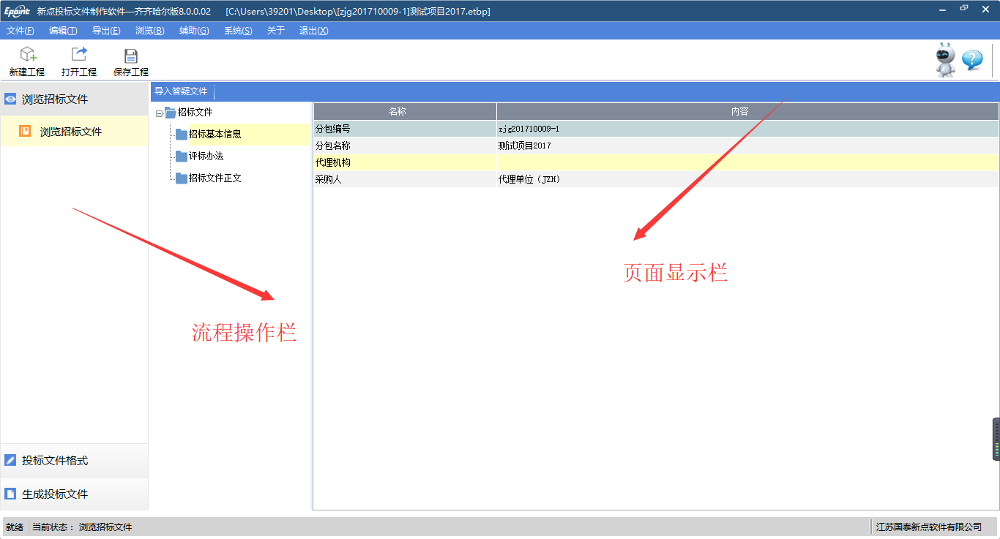 Epoint 新点投标文件制作软件—齐齐哈尔版8.0.0.02 [C:\Users\39201\Desktop\[zjg201710009-1]测试项目2017.etbp]
文件(F) 编辑(T) 导出(E) 浏览(B) 辅助(G) 系统(S) 关于 退出(X)
新建工程 打开工程 保存工程
浏览招标文件
浏览招标文件
投标文件格式
生成投标文件
导入答疑文件
招标文件
招标基本信息
评标办法
招标文件正文
名称 内容
分包编号 zjg201710009-1
分包名称 测试项目2017
代理机构
采购人 代理单位（JZH）
页面显示栏
流程操作栏
就绪 当前状态： 浏览招标文件 江苏国泰新点软件有限公司